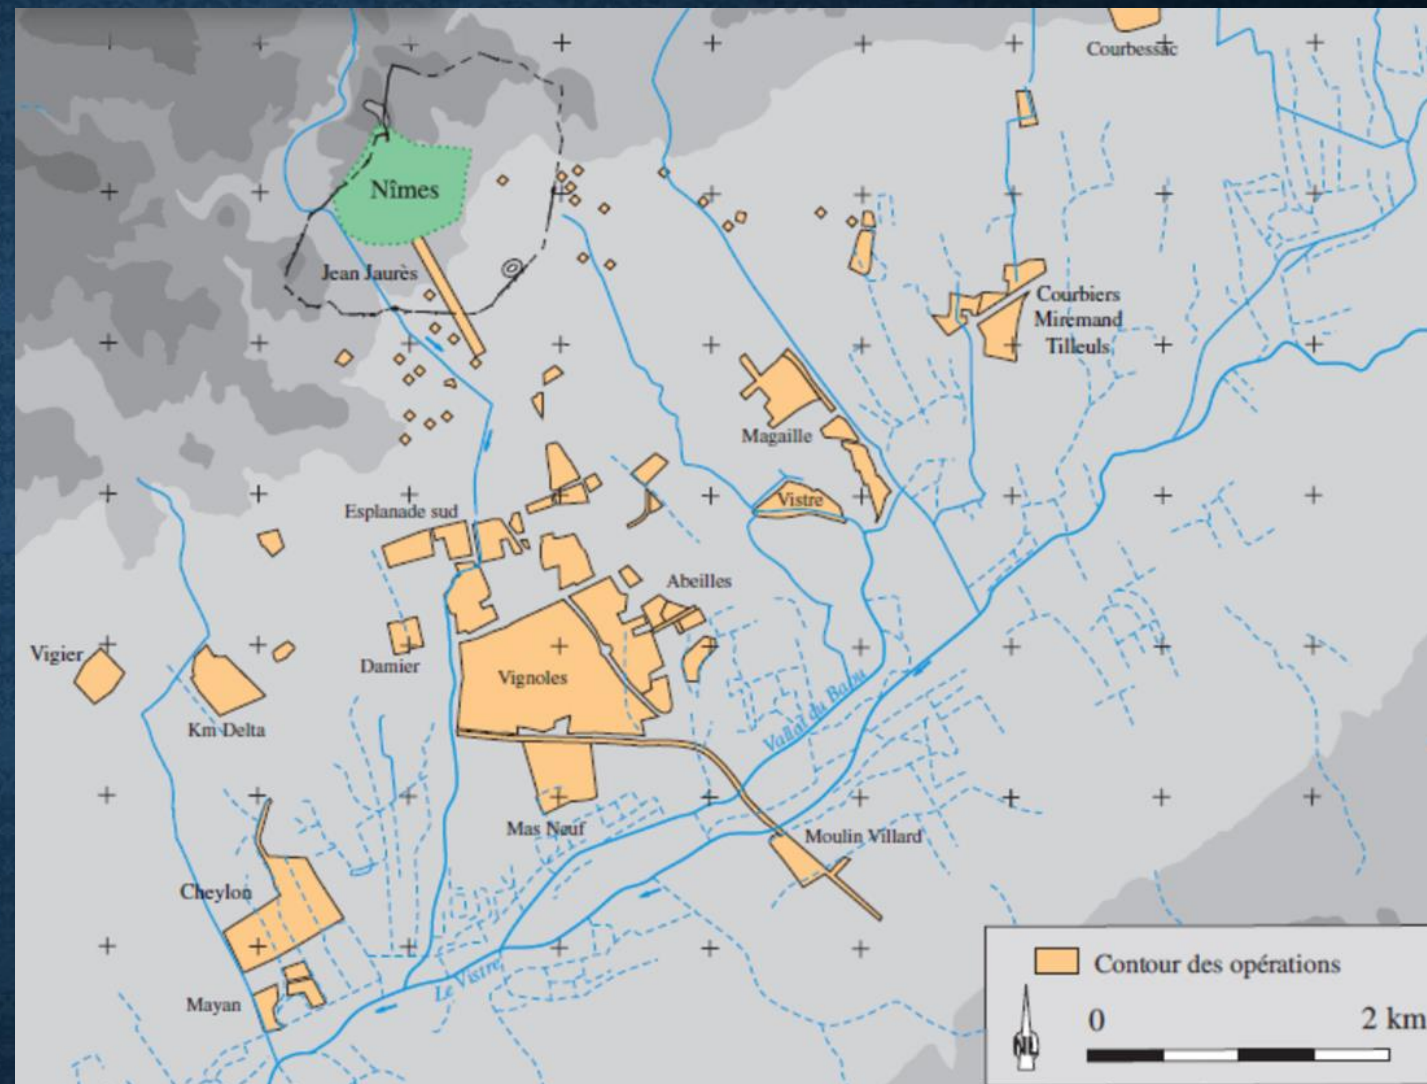 Courbessac
Nîmes
Jean Jaurès
Courbiers
Miremand
Tilleuls
Magaille
Vistre
Esplanade sud
Abeilles
Vigier
Damier
Vignoles
Km Delta
Vallat du Baou
Mas Neuf
Moulin Villard
Cheylon
Le Vistre
Mayan
Contour des opérations
0 2 km